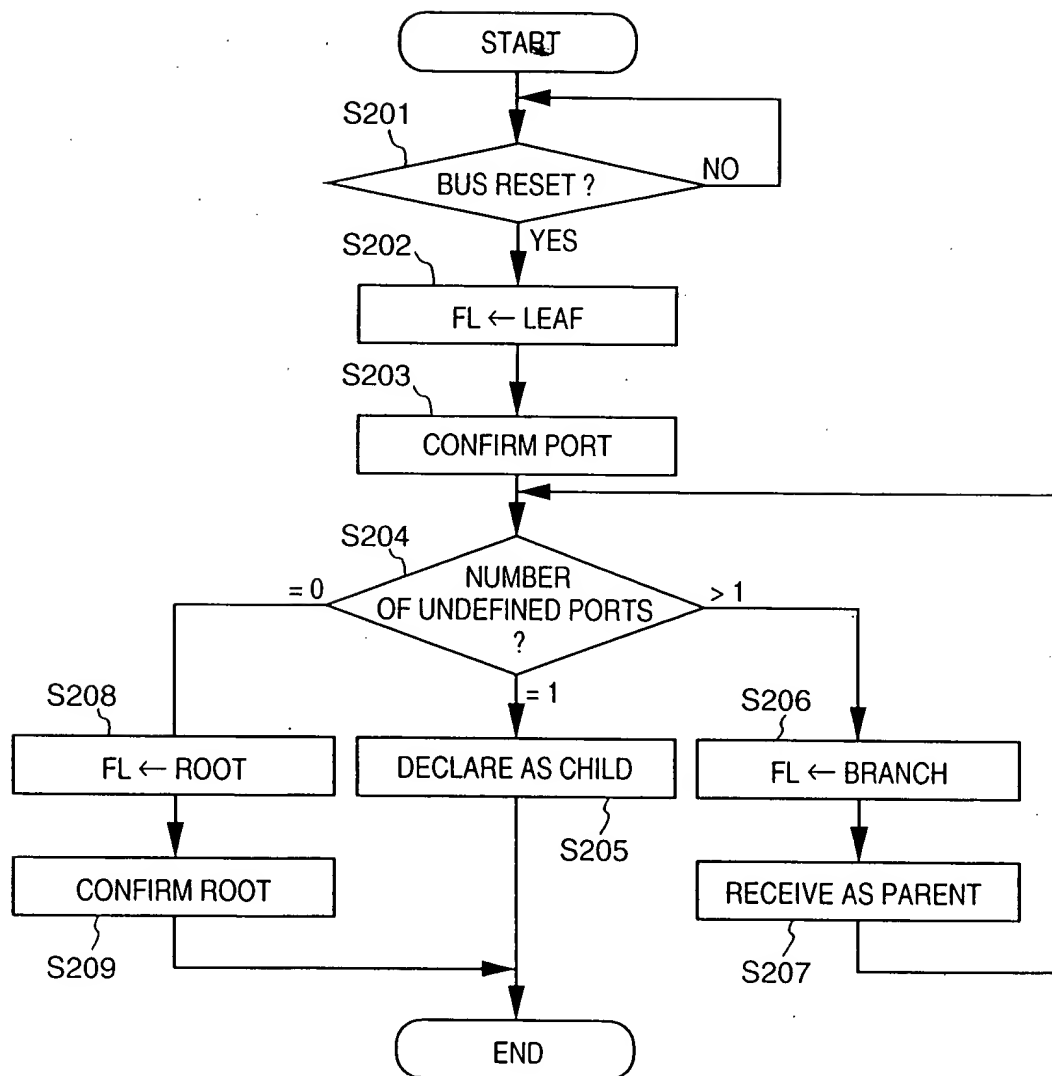 START
S201
BUS RESET ?
NO
YES
S202
FL ← LEAF
S203
CONFIRM PORT
S204
NUMBER
OF UNDEFINED PORTS
?
= 0
> 1
= 1
S208
FL ← ROOT
DECLARE AS CHILD
S205
S206
FL ← BRANCH
CONFIRM ROOT
S209
RECEIVE AS PARENT
S207
END